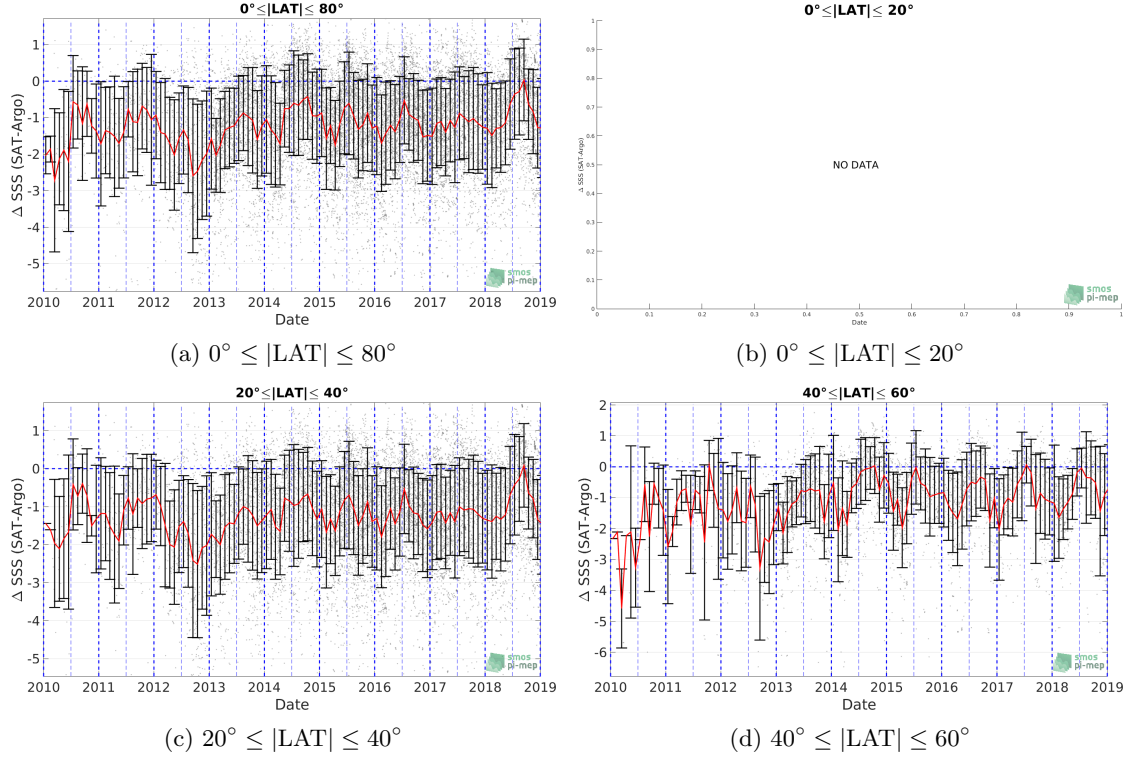 0°≤|LAT|≤ 80°
Δ SSS (SAT-Argo)
1
0
-1
-2
-3
-4
-5
2010 2011 2012 2013 2014 2015 2016 2017 2018 2019
Date
smos
pi-mep
(a) 0° ≤ |LAT| ≤ 80°
0°≤|LAT|≤ 20°
Δ SSS (SAT-Argo)
1
0.9
0.8
0.7
0.6
0.5
0.4
0.3
0.2
0.1
0
NO DATA
0 0.1 0.2 0.3 0.4 0.5 0.6 0.7 0.8 0.9 1
Date
smos
pi-mep
(b) 0° ≤ |LAT| ≤ 20°
20°≤|LAT|≤ 40°
Δ SSS (SAT-Argo)
1
0
-1
-2
-3
-4
-5
2010 2011 2012 2013 2014 2015 2016 2017 2018 2019
Date
smos
pi-mep
(c) 20° ≤ |LAT| ≤ 40°
40°≤|LAT|≤ 60°
Δ SSS (SAT-Argo)
2
1
0
-1
-2
-3
-4
-5
-6
2010 2011 2012 2013 2014 2015 2016 2017 2018 2019
Date
smos
pi-mep
(d) 40° ≤ |LAT| ≤ 60°